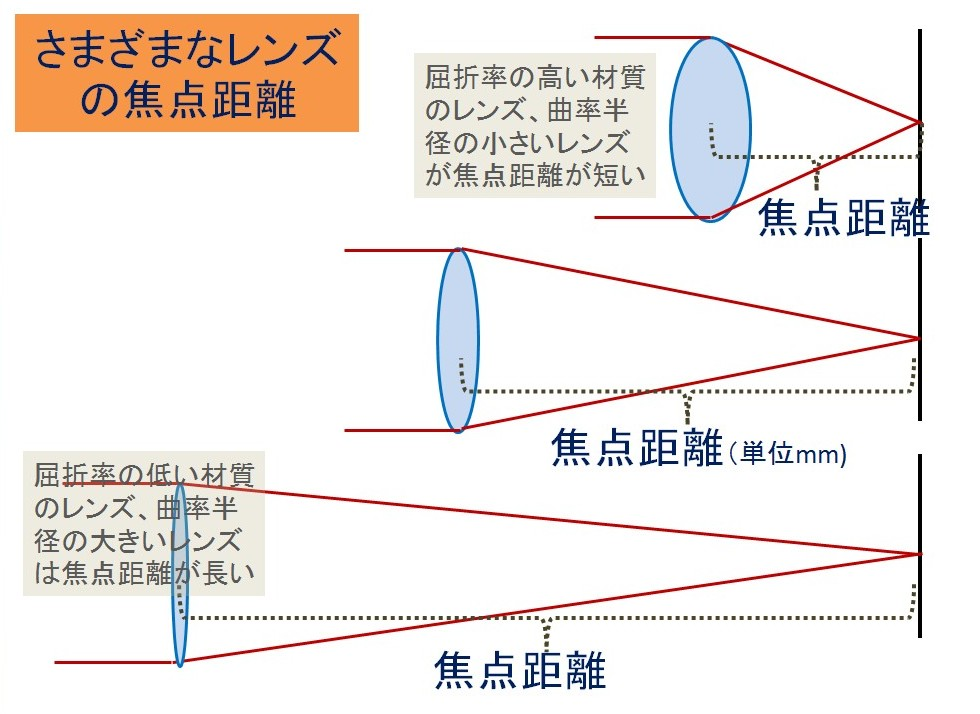 さまざまなレンズ
の焦点距離
屈折率の高い材質
のレンズ、曲率半
径の小さいレンズ
が焦点距離が短い
焦点距離
焦点距離(単位mm)
屈折率の低い材質
のレンズ、曲率半
径の大きいレンズ
は焦点距離が長い
焦点距離